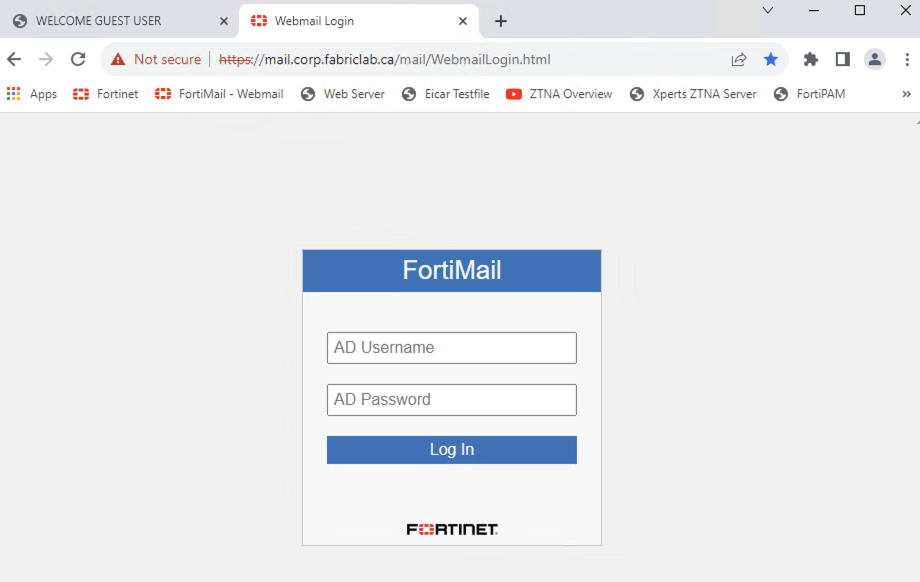 WELCOME GUEST USER
Webmail Login
Not secure | https://mail.corp.fabriclab.ca/mail/WebmailLogin.html
Apps Fortinet FortiMail - Webmail Web Server Eicar Testfile ZTNA Overview Xperts ZTNA Server FortiPAM »
FortiMail
AD Username
AD Password
Log In
FORTINET